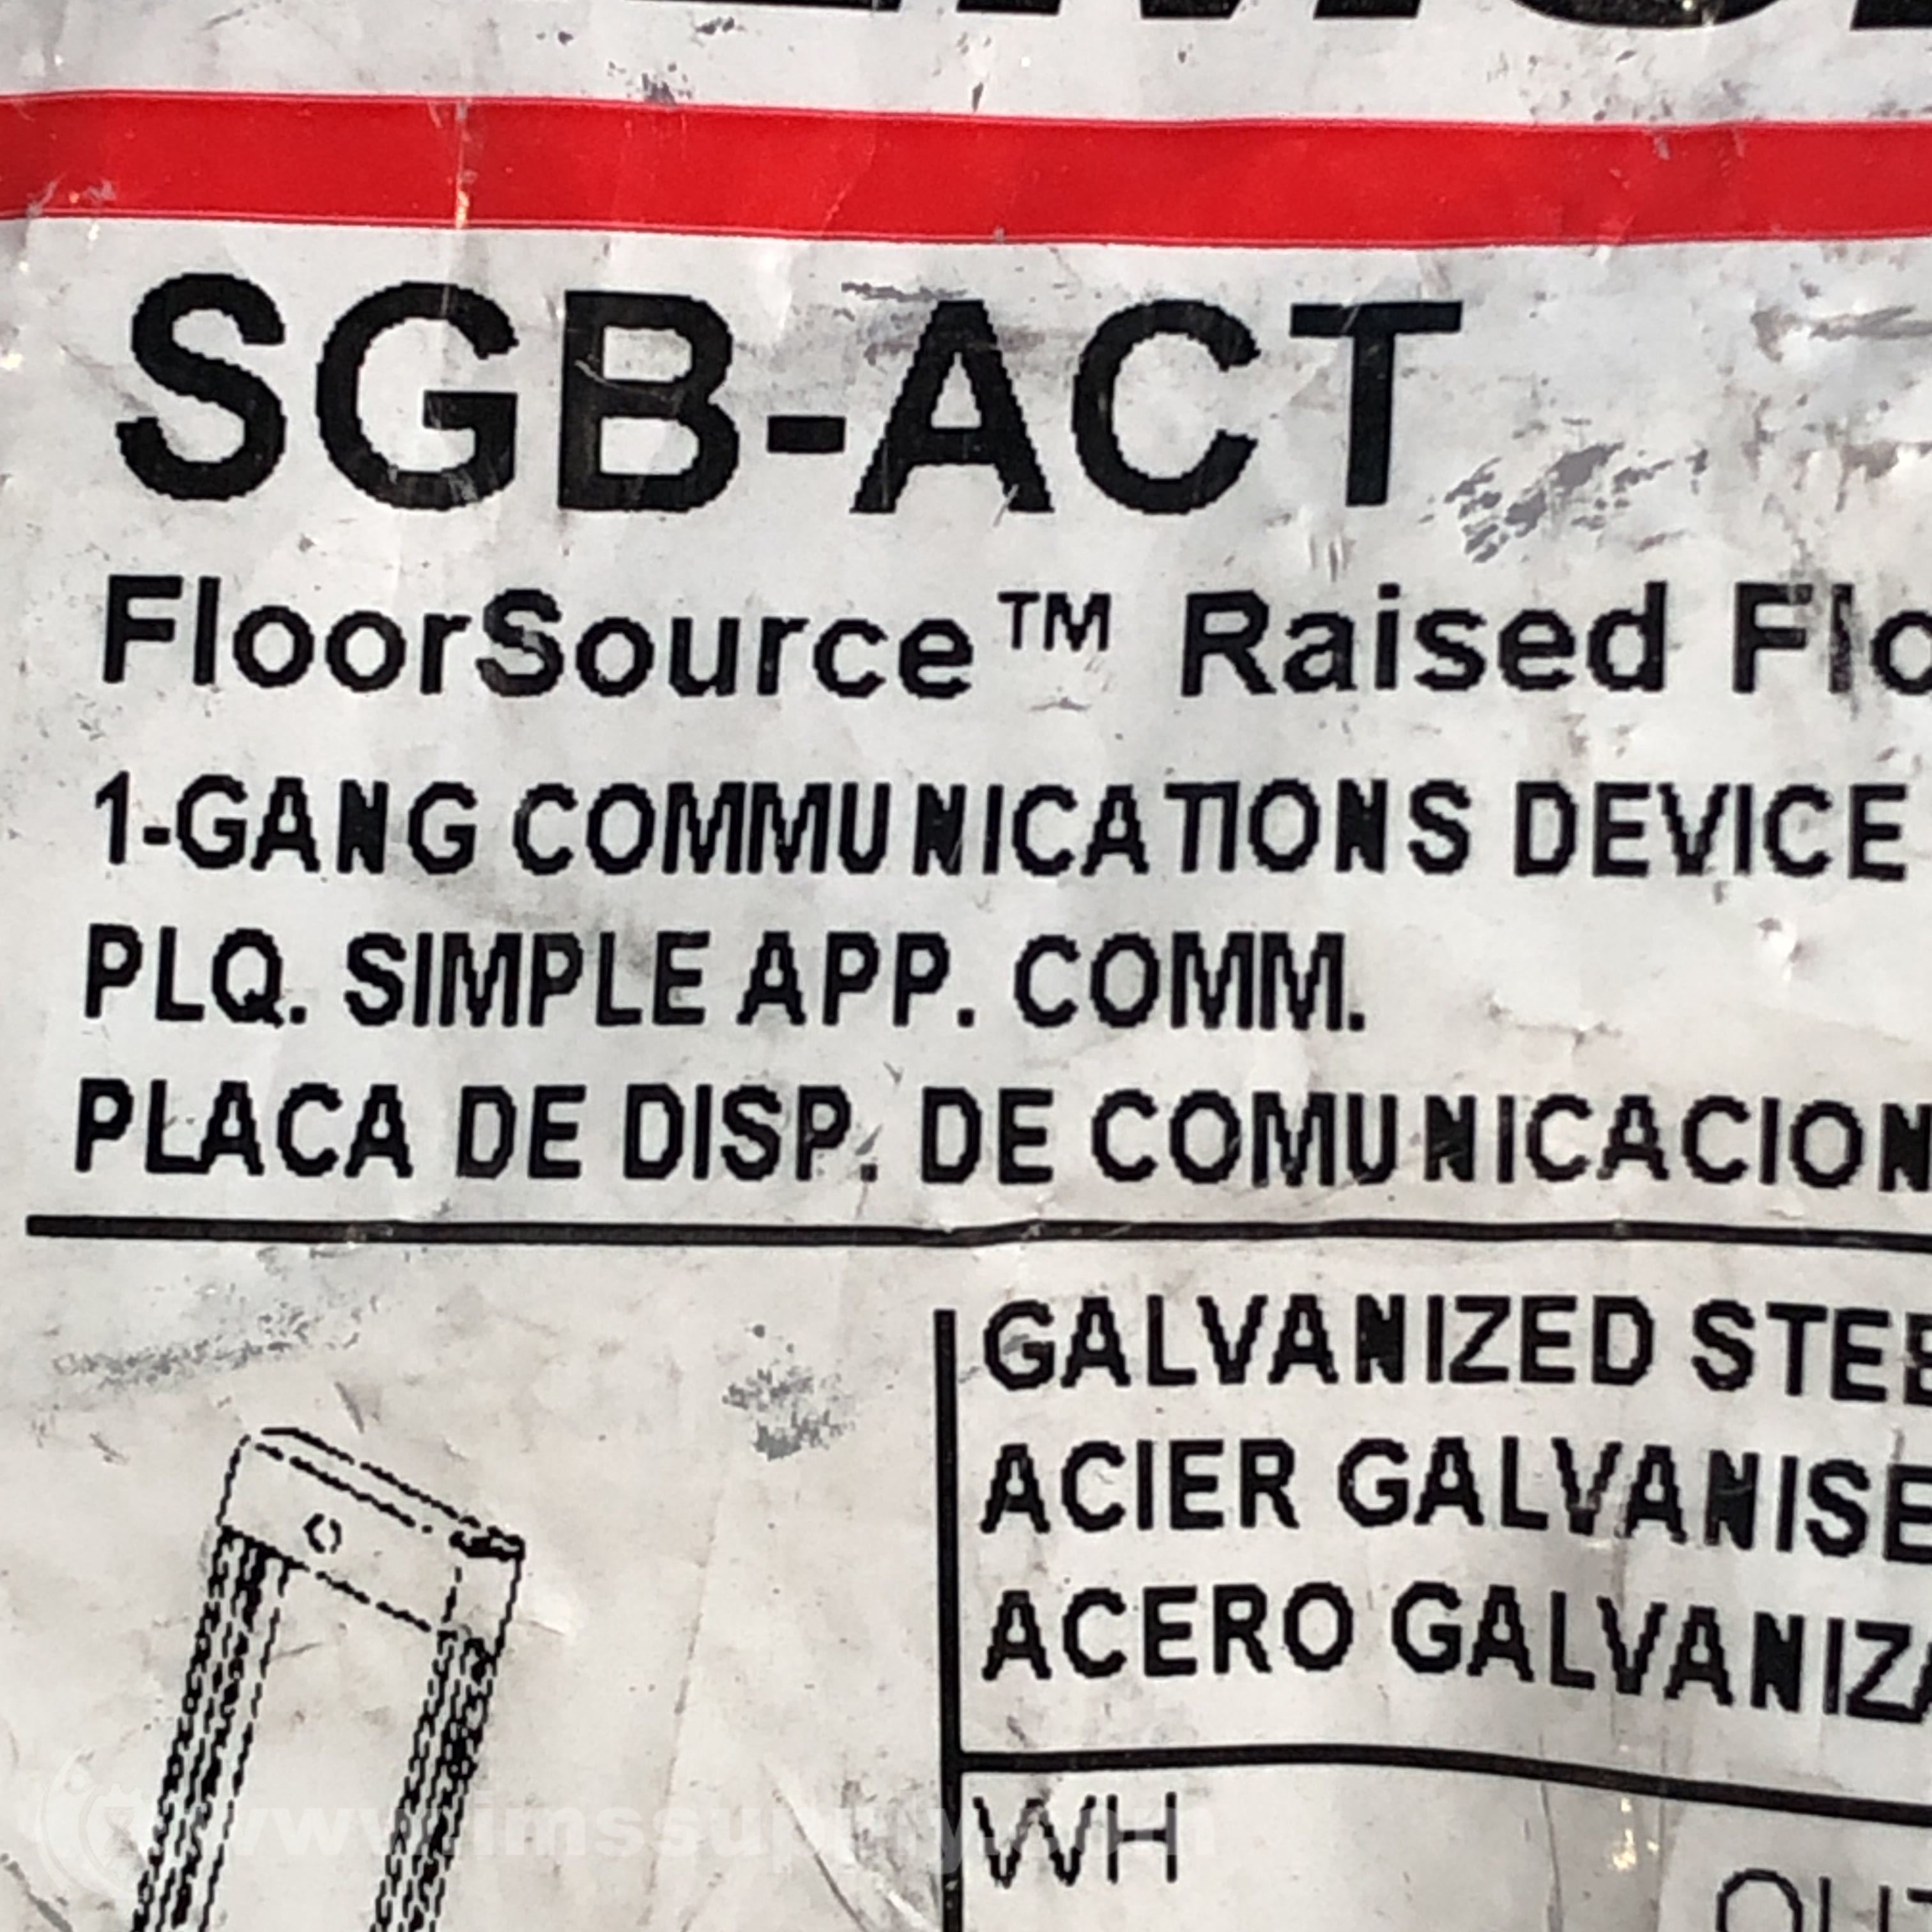 SGB-ACT
FloorSource™ Raised Flo
1-GANG COMMUNICATIONS DEVICE
PLQ. SIMPLE APP. COMM.
PLACA DE DISP. DE COMUNICACION
GALVANIZED STEE
ACIER GALVANISE
ACERO GALVANIZA
WH